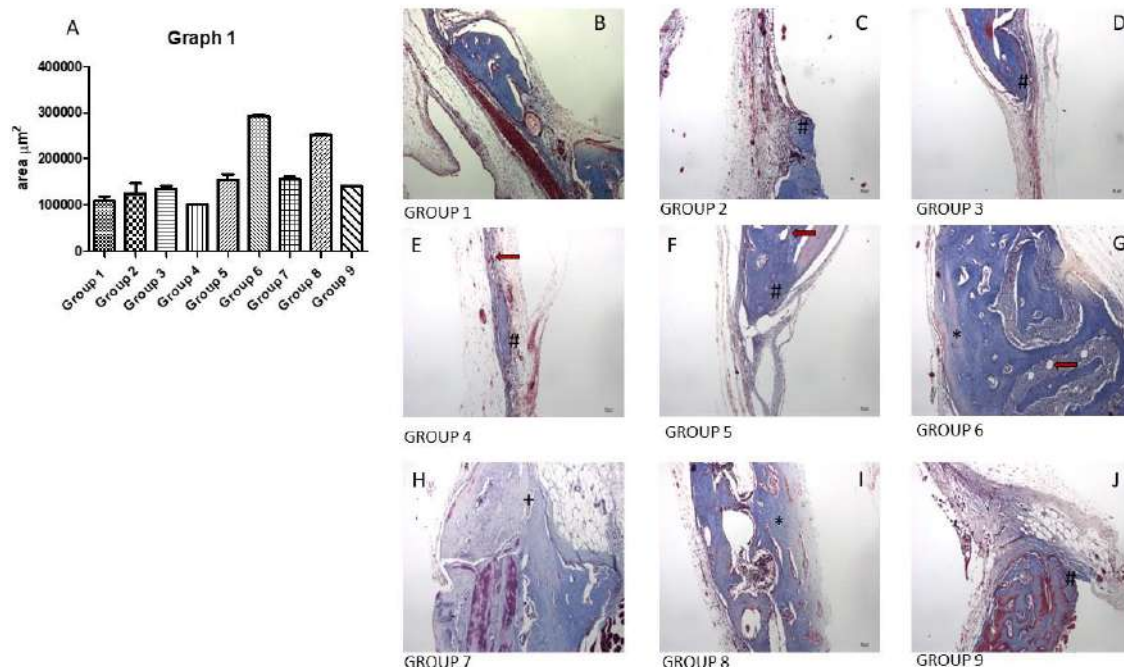 A
Graph 1
400000
300000
200000
100000
0
area μm²
Group 1
Group 2
Group 3
Group 4
Group 5
Group 6
Group 7
Group 8
Group 9
B
C
#
D
#
GROUP 1
GROUP 2
GROUP 3
E
#
F
#
G
*
GROUP 4
GROUP 5
GROUP 6
H
+
I
*
J
#
GROUP 7
GROUP 8
GROUP 9